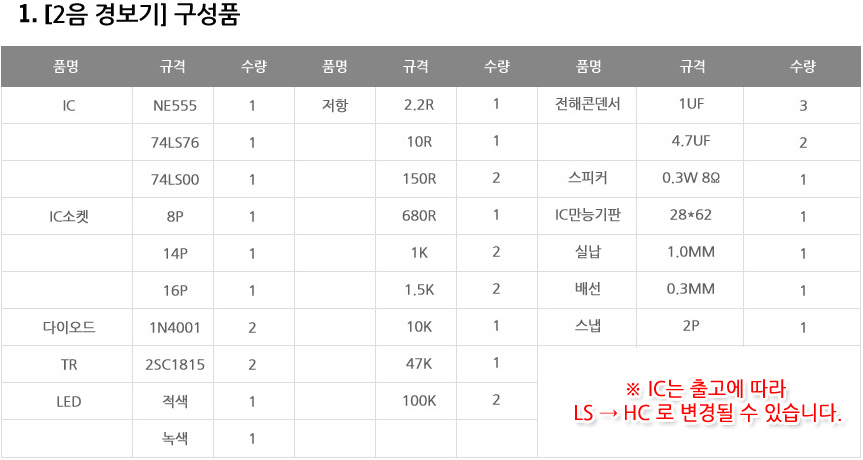 1. [2음 경보기] 구성품
품명 규격 수량 품명 규격 수량 품명 규격 수량
IC NE555 1 저항 2.2R 1 전해콘덴서 1UF 3
74LS76 1 10R 1 4.7UF 2
74LS00 1 150R 2 스피커 0.3W 8Ω 1
IC소켓 8P 1 680R 1 IC만능기판 28*62 1
14P 1 1K 2 실납 1.0MM 1
16P 1 1.5K 2 배선 0.3MM 1
다이오드 1N4001 2 10K 1 스냅 2P 1
TR 2SC1815 2 47K 1
LED 적색 1 100K 2
녹색 1
※ IC는 출고에 따라
LS → HC 로 변경될 수 있습니다.